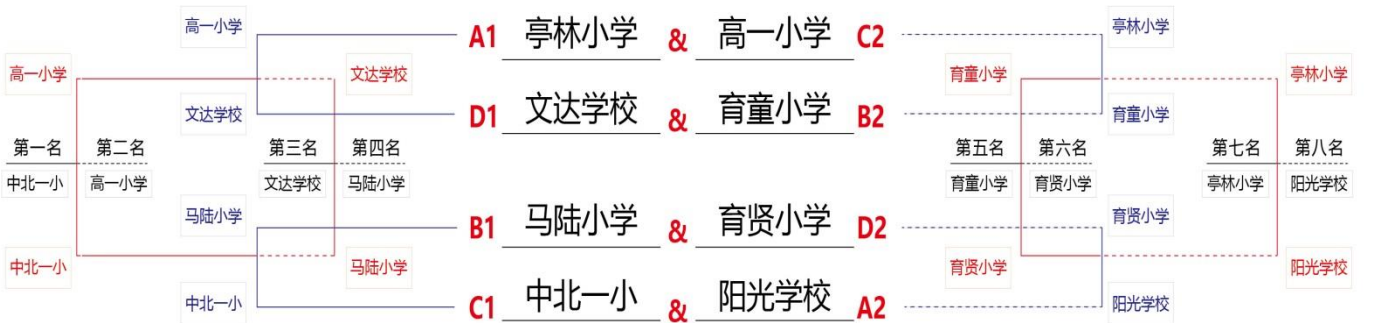 高一小学 A1 亭林小学 & 高一小学 C2 亭林小学
高一小学 文达学校 育童小学 亭林小学
文达学校 D1 文达学校 & 育童小学 B2 育童小学
第一名 第二名 第三名 第四名 第五名 第六名 第七名 第八名
中北一小 高一小学 文达学校 马陆小学 育童小学 育贤小学 亭林小学 阳光学校
马陆小学 B1 马陆小学 & 育贤小学 D2 育贤小学
中北一小 马陆小学 育贤小学 阳光学校
中北一小 C1 中北一小 & 阳光学校 A2 阳光学校